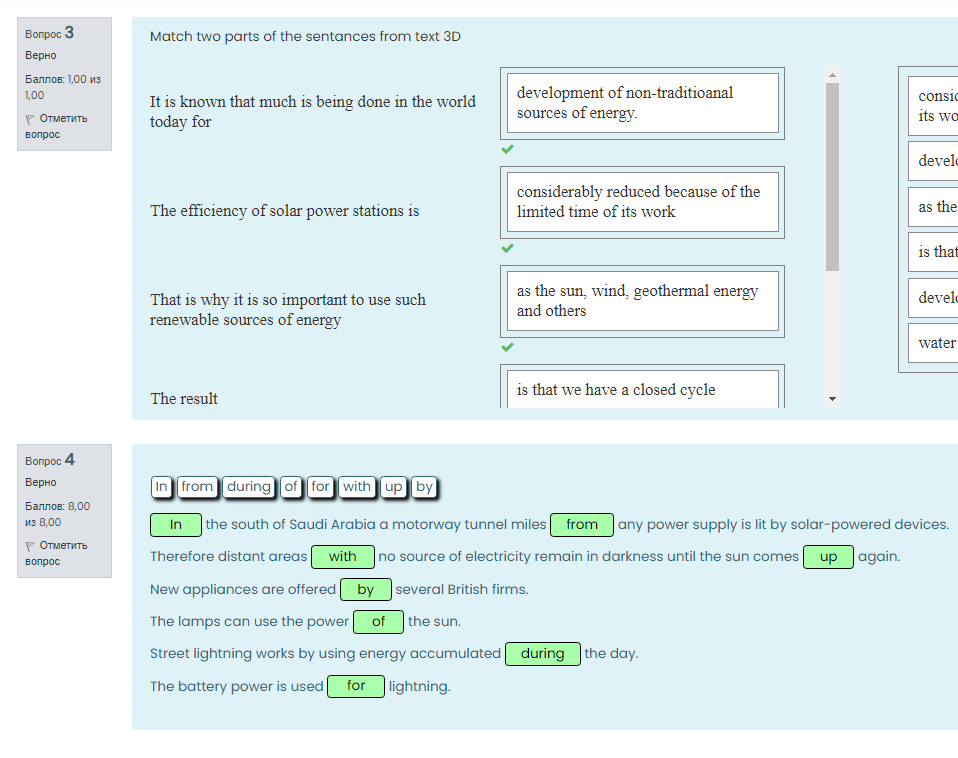 Вопрос 3
Верно
Баллов: 1,00 из
1,00
Отметить
вопрос
Match two parts of the sentences from text 3D
It is known that much is being done in the world
today for
development of non-traditioanal
sources of energy.
The efficiency of solar power stations is
considerably reduced because of the
limited time of its work
That is why it is so important to use such
renewable sources of energy
as the sun, wind, geothermal energy
and others
The result
is that we have a closed cycle
its
as the
is that
water
Вопрос 4
Верно
Баллов: 8,00
из 8,00
Отметить
вопрос
In from during of for with up by
In the south of Saudi Arabia a motorway tunnel miles from any power supply is lit by solar-powered devices.
Therefore distant areas with no source of electricity remain in darkness until the sun comes up again.
New appliances are offered by several British firms.
The lamps can use the power of the sun.
Street lightning works by using energy accumulated during the day.
The battery power is used for lightning.